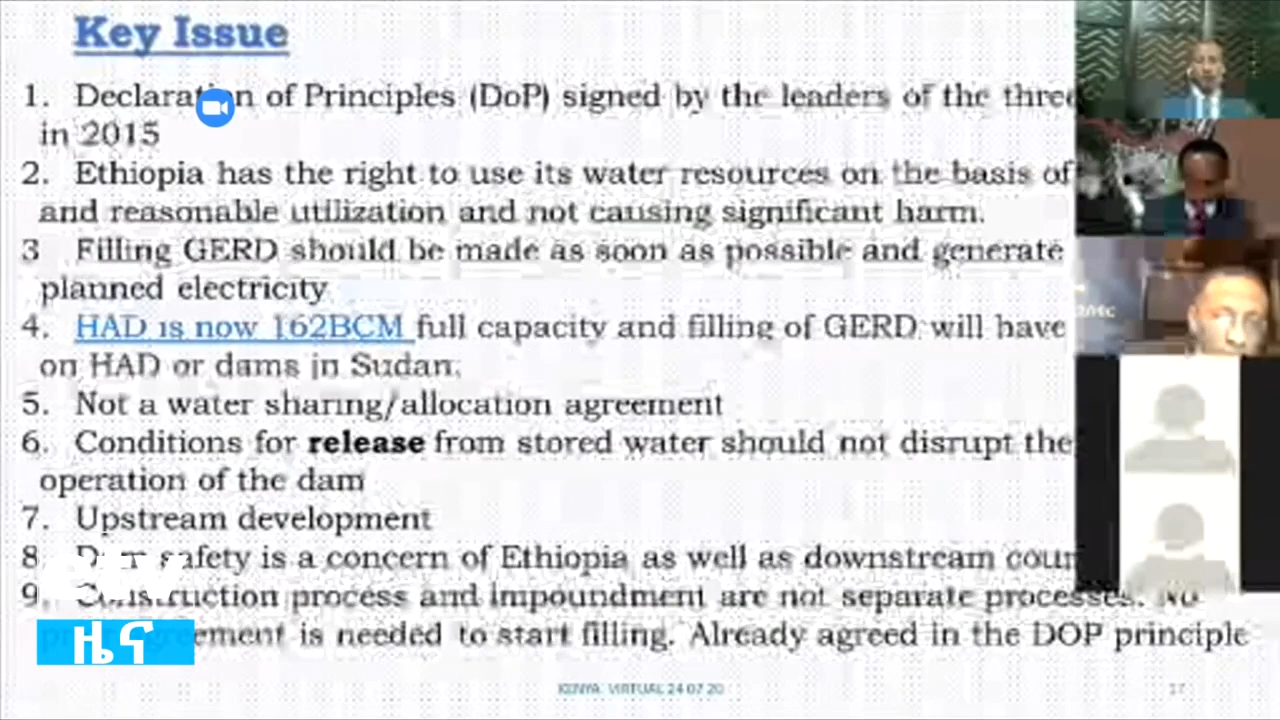 Key Issue
1. Declaration of Principles (DoP) signed by the leaders of the three
in 2015
2. Ethiopia has the right to use its water resources on the basis of
and reasonable utilization and not causing significant harm.
3 Filling GERD should be made as soon as possible and generate
planned electricity
4. HAD is now 162BCM full capacity and filling of GERD will have
on HAD or dams in Sudan.
5. Not a water sharing/allocation agreement
6. Conditions for release from stored water should not disrupt the
operation of the dam
7. Upstream development
8. Dam safety is a concern of Ethiopia as well as downstream coun
9. Construction process and impoundment are not separate processes. No
prior agreement is needed to start filling. Already agreed in the DOP principle
etv
ዜና
KENYA VIRTUAL 24 07 20
17